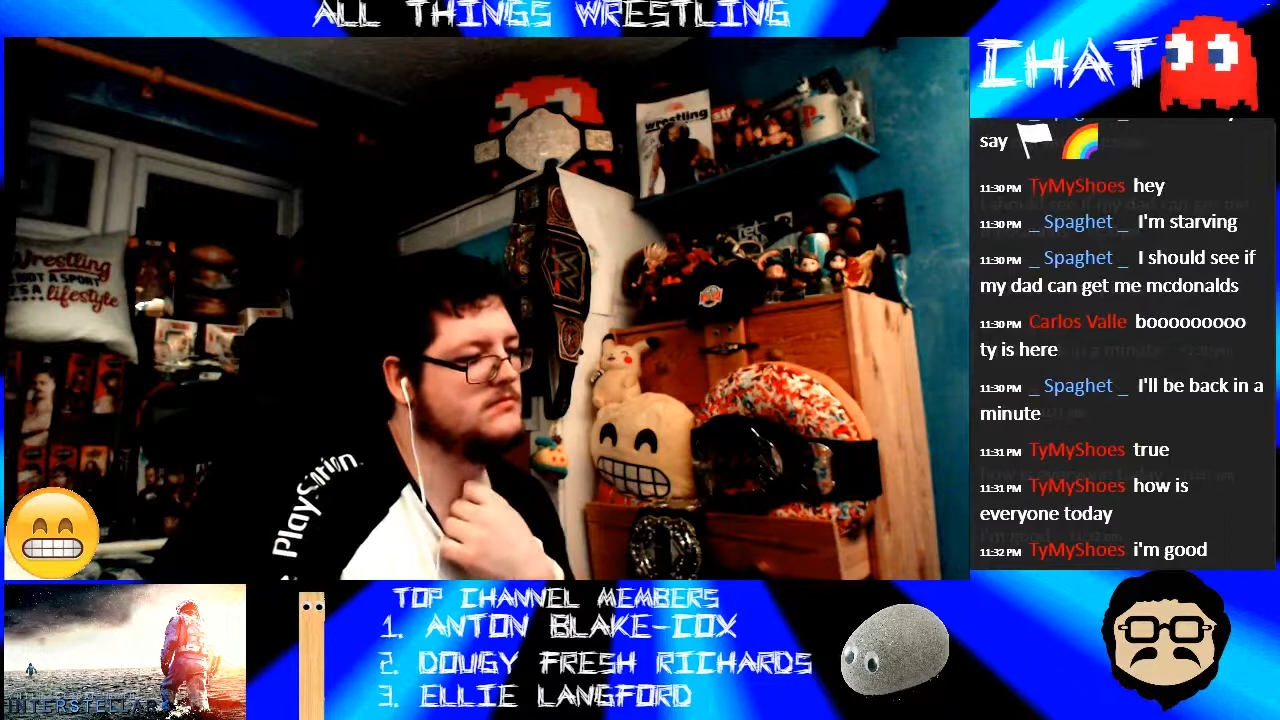 ALL THINGS WRESTLING
CHAT
say
11:30 PM TyMyShoes hey
11:30 PM _ Spaghet _ I'm starving
11:30 PM _ Spaghet _ I should see if
my dad can get me mcdonalds
11:30 PM Carlos Valle booooooooo
ty is here
11:30 PM _ Spaghet _ I'll be back in a
minute
11:31 PM TyMyShoes true
11:31 PM TyMyShoes how is
everyone today
11:32 PM TyMyShoes i'm good
wrestling
Wrestling
NOT A SPORT
IT'S A lifestyle
PlayStation
TOP CHANNEL MEMBERS
1. ANTON BLAKE-COX
2. DOUGY FRESH RICHARDS
3. ELLIE LANGFORD
INTERSTELLAR